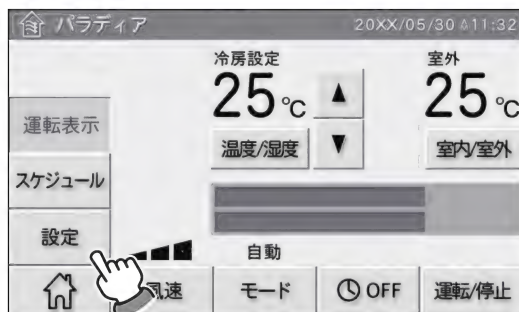 パラディア 20XX/05/30 11:32
冷房設定 室外
25℃ ▲ 25℃
運転表示
温度/湿度 ▼ 室内/室外
スケジュール
設定
自動
風速 モード OFF 運転/停止